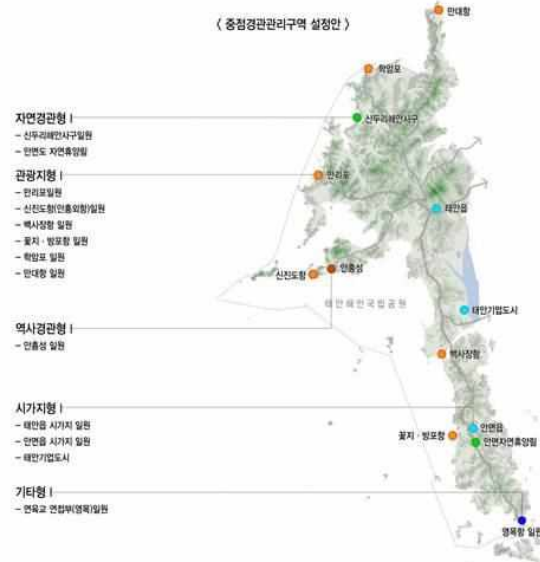 < 중점경관관리구역 설정안 >
만대항
학암포
자연경관형
- 신두리해안사구일원
- 안면도 자연휴양림
신두리해안사구
관광지형
- 만리포일원
- 신진도항(안흥외항)일원
- 백사장항 일원
- 꽃지 · 방포항 일원
- 학암포 일원
- 만대항 일원
만리포
태안읍
신진도항
안흥성
태안해안국립공원
태안기업도시
역사경관형
- 안흥성 일원
백사장항
시가지형
- 태안읍 시가지 일원
- 안면읍 시가지 일원
- 태안기업도시
안면읍
꽃지 · 방포항
안면자연휴양림
기타형
- 연육교 연접부(영목)일원
영목항 일원